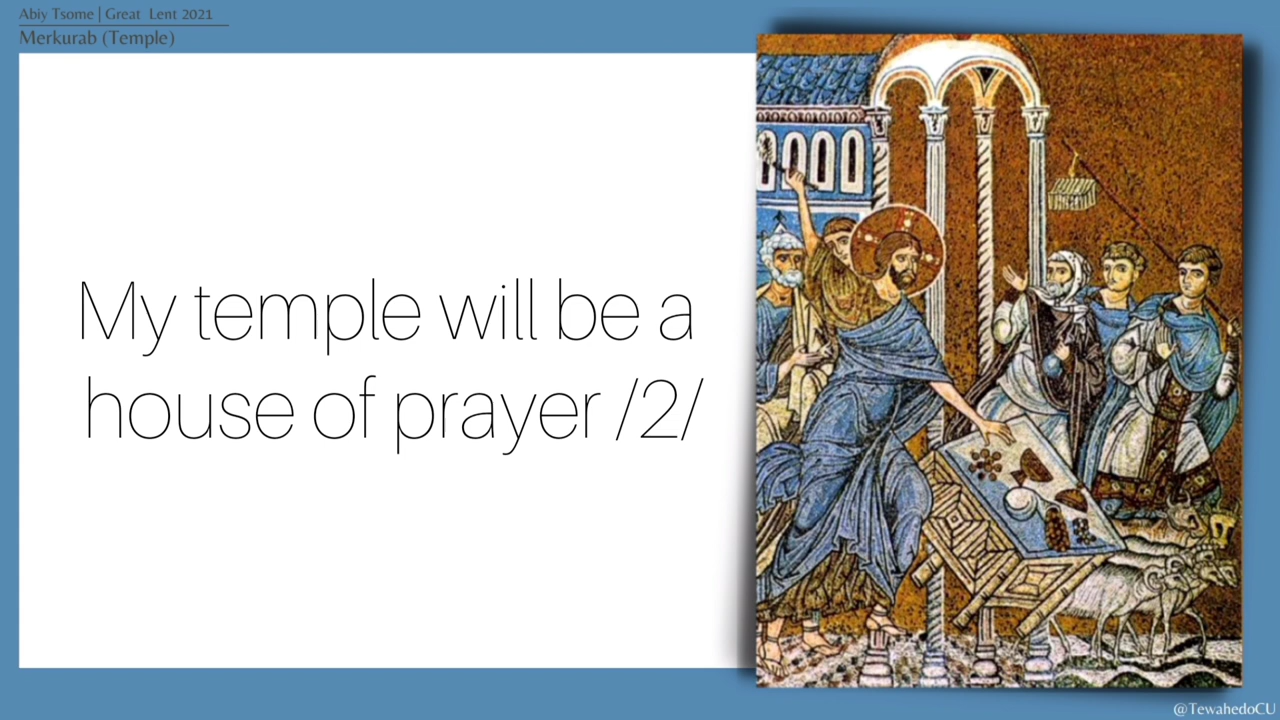 Abiy Tsome | Great Lent 2021
Merkurab (Temple)
My temple will be a
house of prayer /2/
@TewahedoCU